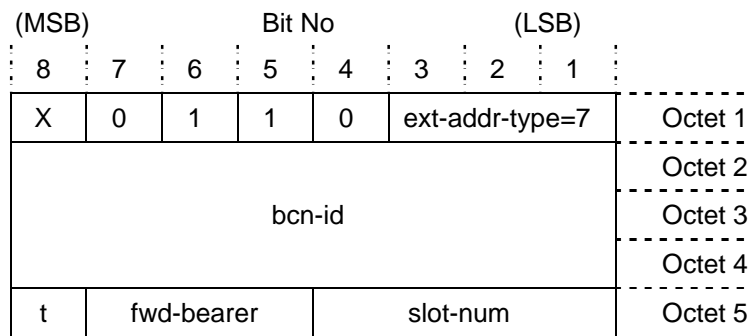 (MSB) Bit No (LSB)
8 7 6 5 4 3 2 1
X 0 1 1 0 ext-addr-type=7 Octet 1
Octet 2
bcn-id Octet 3
Octet 4
t fwd-bearer slot-num Octet 5